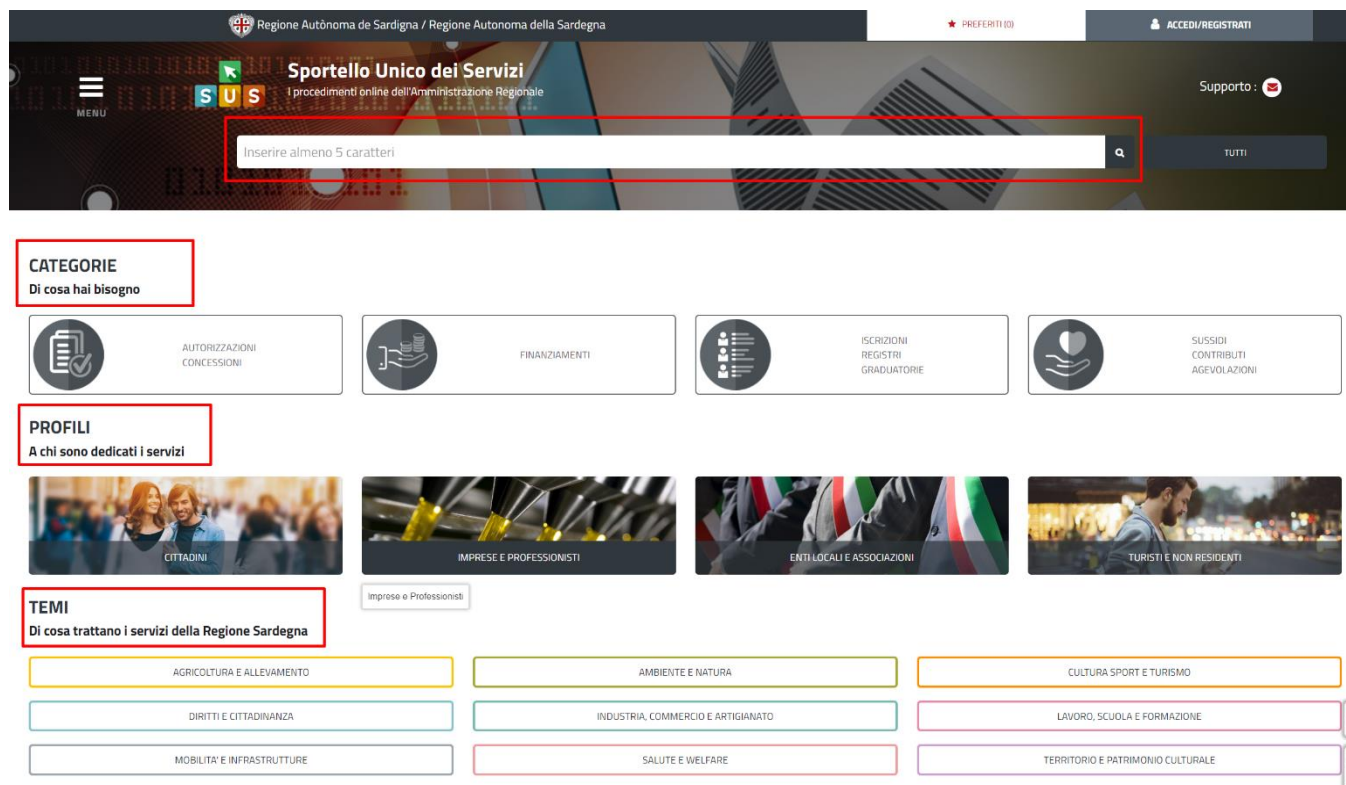 Regione Autònoma de Sardigna / Regione Autonoma della Sardegna
PREFERITI (0)
ACCEDI/REGISTRATI
MENU
SUS
Sportello Unico dei Servizi
I procedimenti online dell'Amministrazione Regionale
Supporto :
Inserire almeno 5 caratteri
TUTTI
CATEGORIE
Di cosa hai bisogno
AUTORIZZAZIONI
CONCESSIONI
FINANZIAMENTI
ISCRIZIONI
REGISTRI
GRADUATORIE
SUSSIDI
CONTRIBUTI
AGEVOLAZIONI
PROFILI
A chi sono dedicati i servizi
CITTADINI
IMPRESE E PROFESSIONISTI
ENTI LOCALI E ASSOCIAZIONI
TURISTI E NON RESIDENTI
Imprese e Professionisti
TEMI
Di cosa trattano i servizi della Regione Sardegna
AGRICOLTURA E ALLEVAMENTO
AMBIENTE E NATURA
CULTURA SPORT E TURISMO
DIRITTI E CITTADINANZA
INDUSTRIA, COMMERCIO E ARTIGIANATO
LAVORO, SCUOLA E FORMAZIONE
MOBILITA' E INFRASTRUTTURE
SALUTE E WELFARE
TERRITORIO E PATRIMONIO CULTURALE